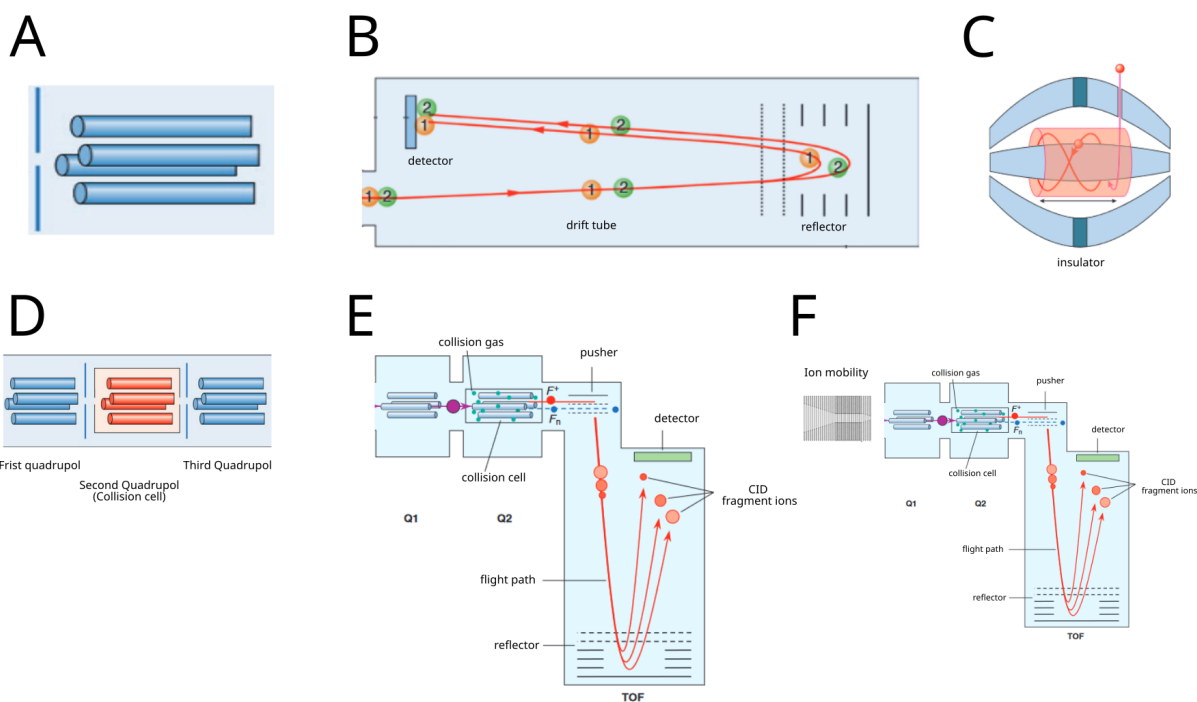 A
B
C
2
1
detector
1
2
1
2
1
2
1
2
drift tube
reflector
insulator
D
E
F
Frist quadrupol
Third Quadrupol
Second Quadrupol
(Collision cell)
collision gas
pusher
F+
Fn
detector
collision cell
CID
fragment ions
Q1
Q2
flight path
reflector
TOF
Ion mobility
collision gas
pusher
F+
Fn
detector
collision cell
CID
fragment ions
Q1
Q2
flight path
reflector
TOF